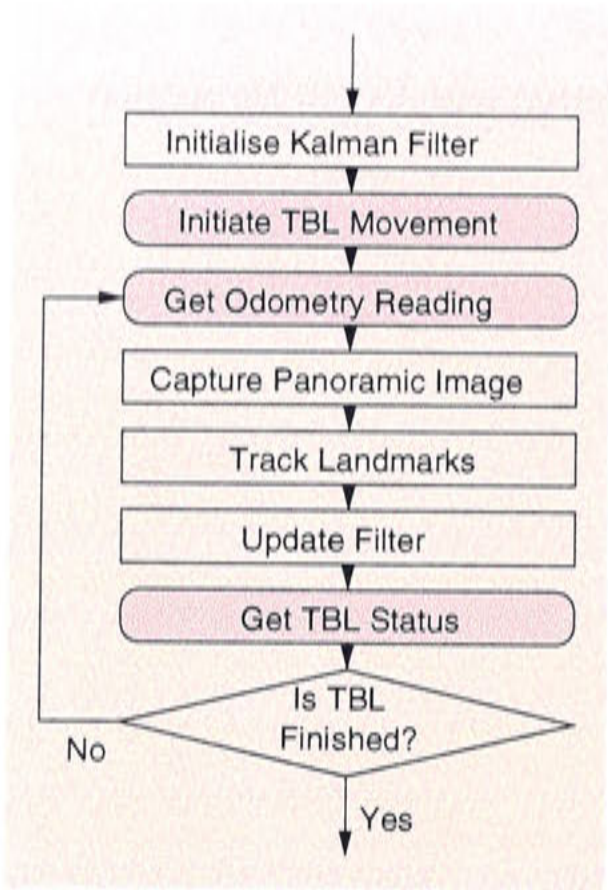 Initialise Kalman Filter
Initiate TBL Movement
Get Odometry Reading
Capture Panoramic Image
Track Landmarks
Update Filter
Get TBL Status
Is TBL
Finished?
No
Yes